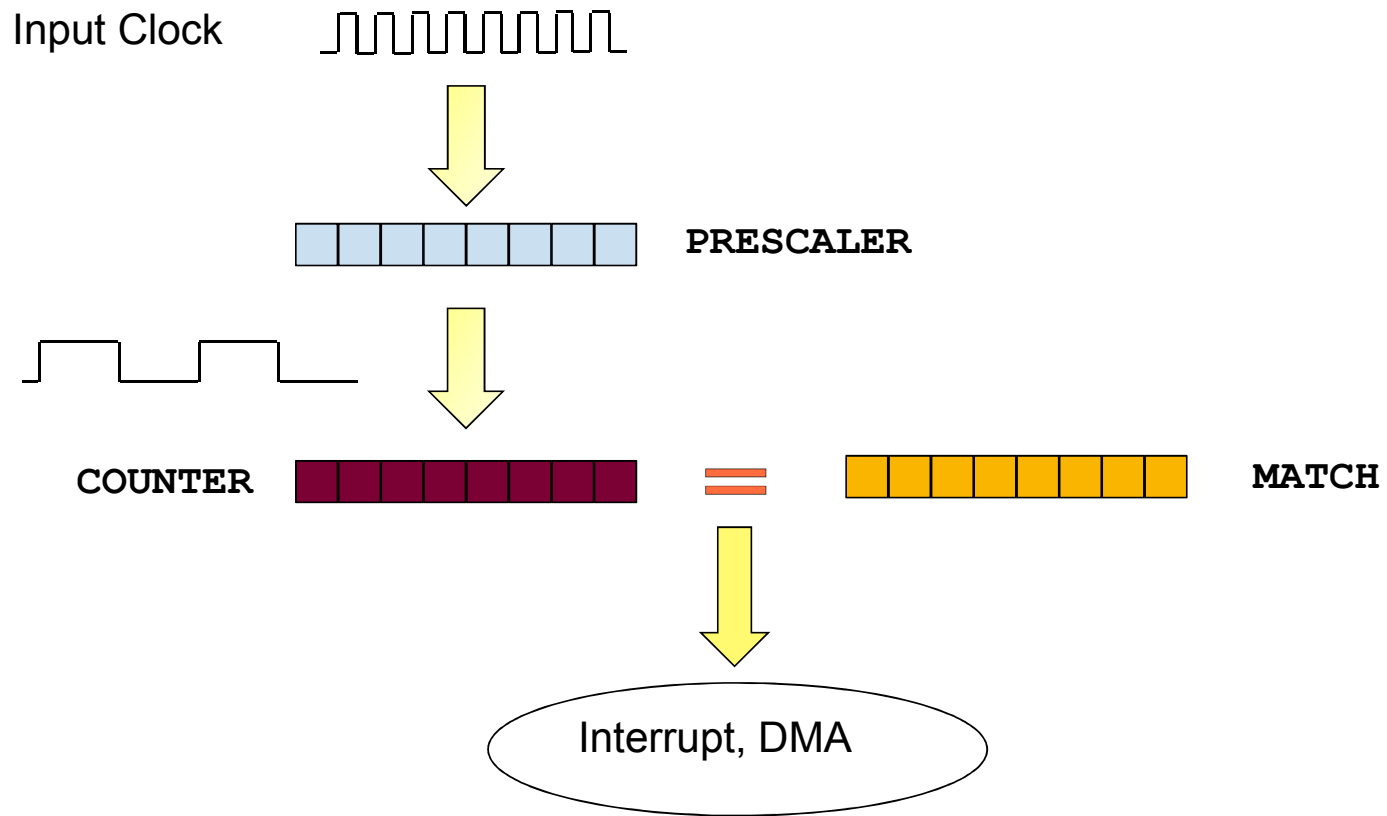 Input Clock
PRESCALER
COUNTER
MATCH
Interrupt, DMA